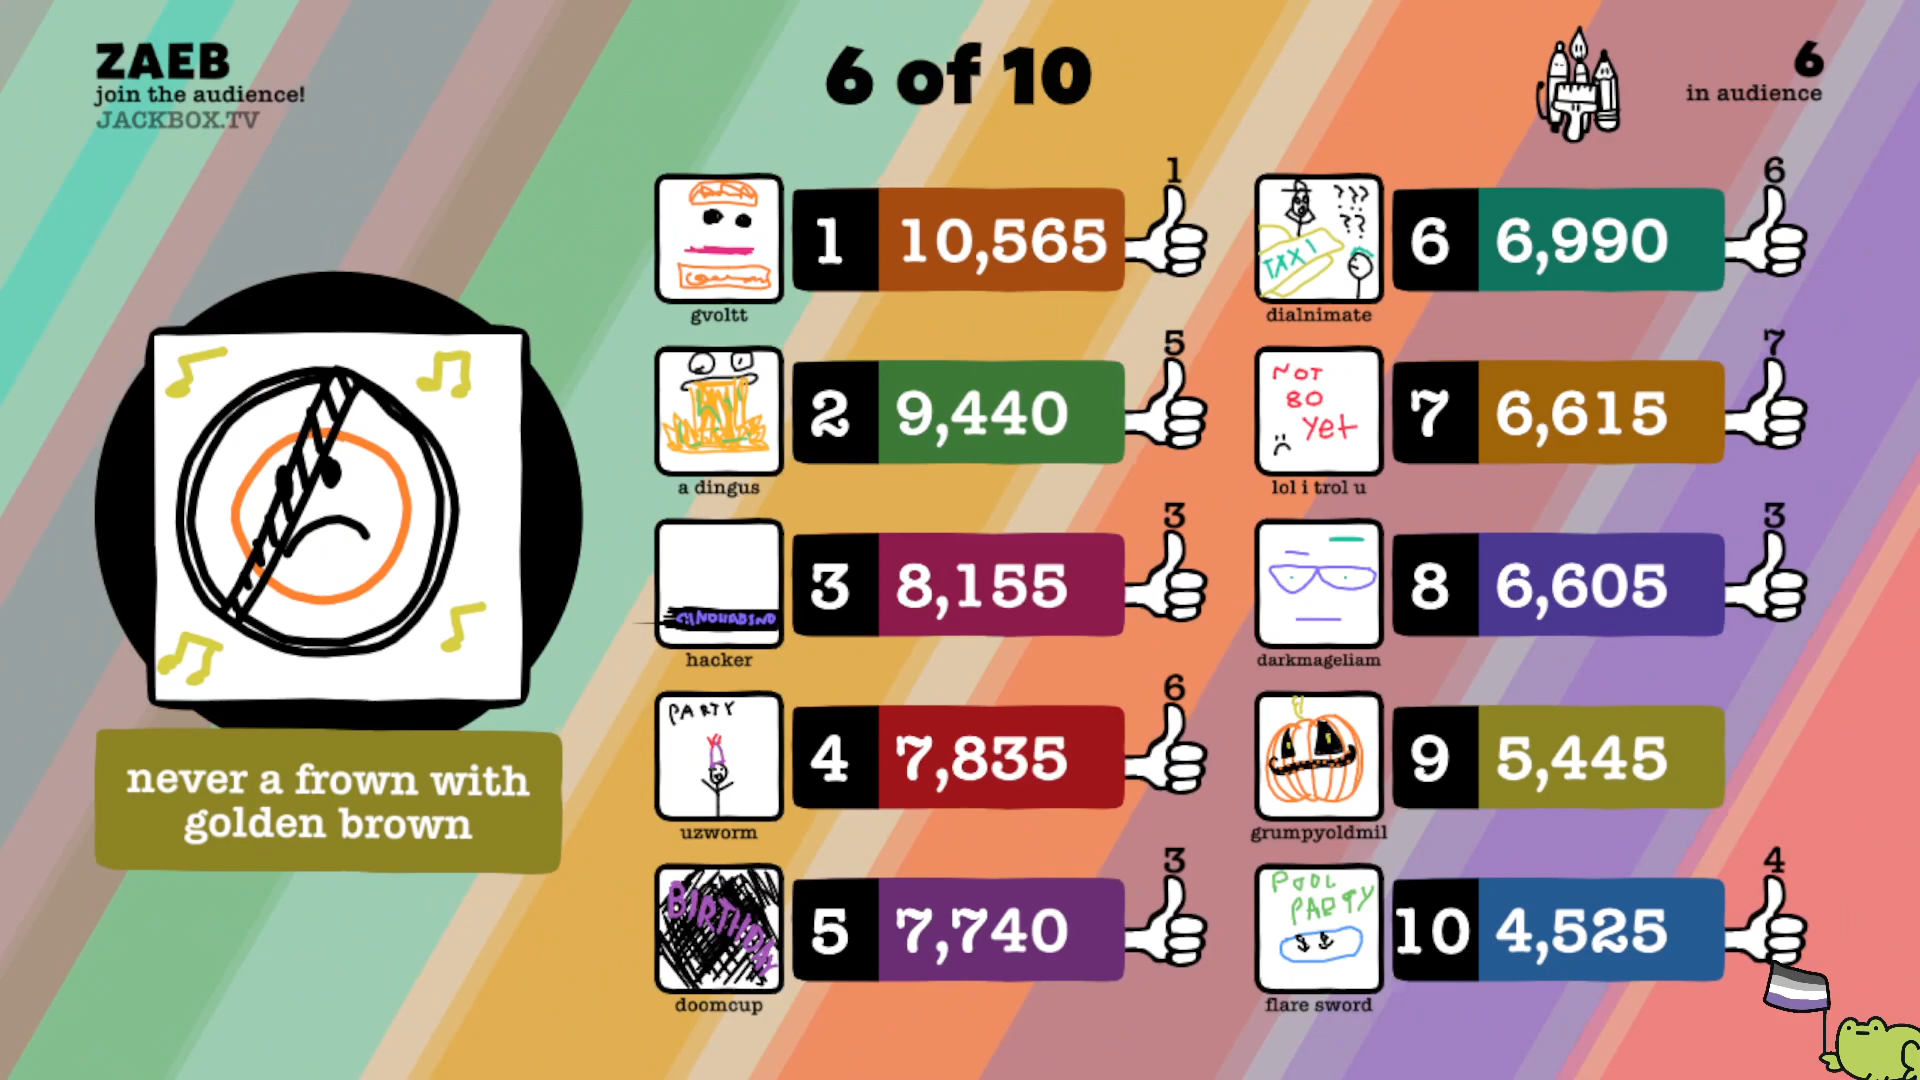 ZAEB
join the audience!
JACKBOX.TV
6 of 10
6
in audience
never a frown with
golden brown
1
10,565
1
gvoltt
2
9,440
5
a dingus
3
8,155
3
hacker
PARTY
4
7,835
6
uzworm
BIRTHDAY
5
7,740
3
doomcup
???
??
TAXI
6
6,990
6
dialnimate
NOT
80
Yet
7
6,615
7
lol i trol u
8
6,605
3
darkmageliam
9
5,445
grumpyoldmil
POOL
PARTY
10
4,525
4
flare sword